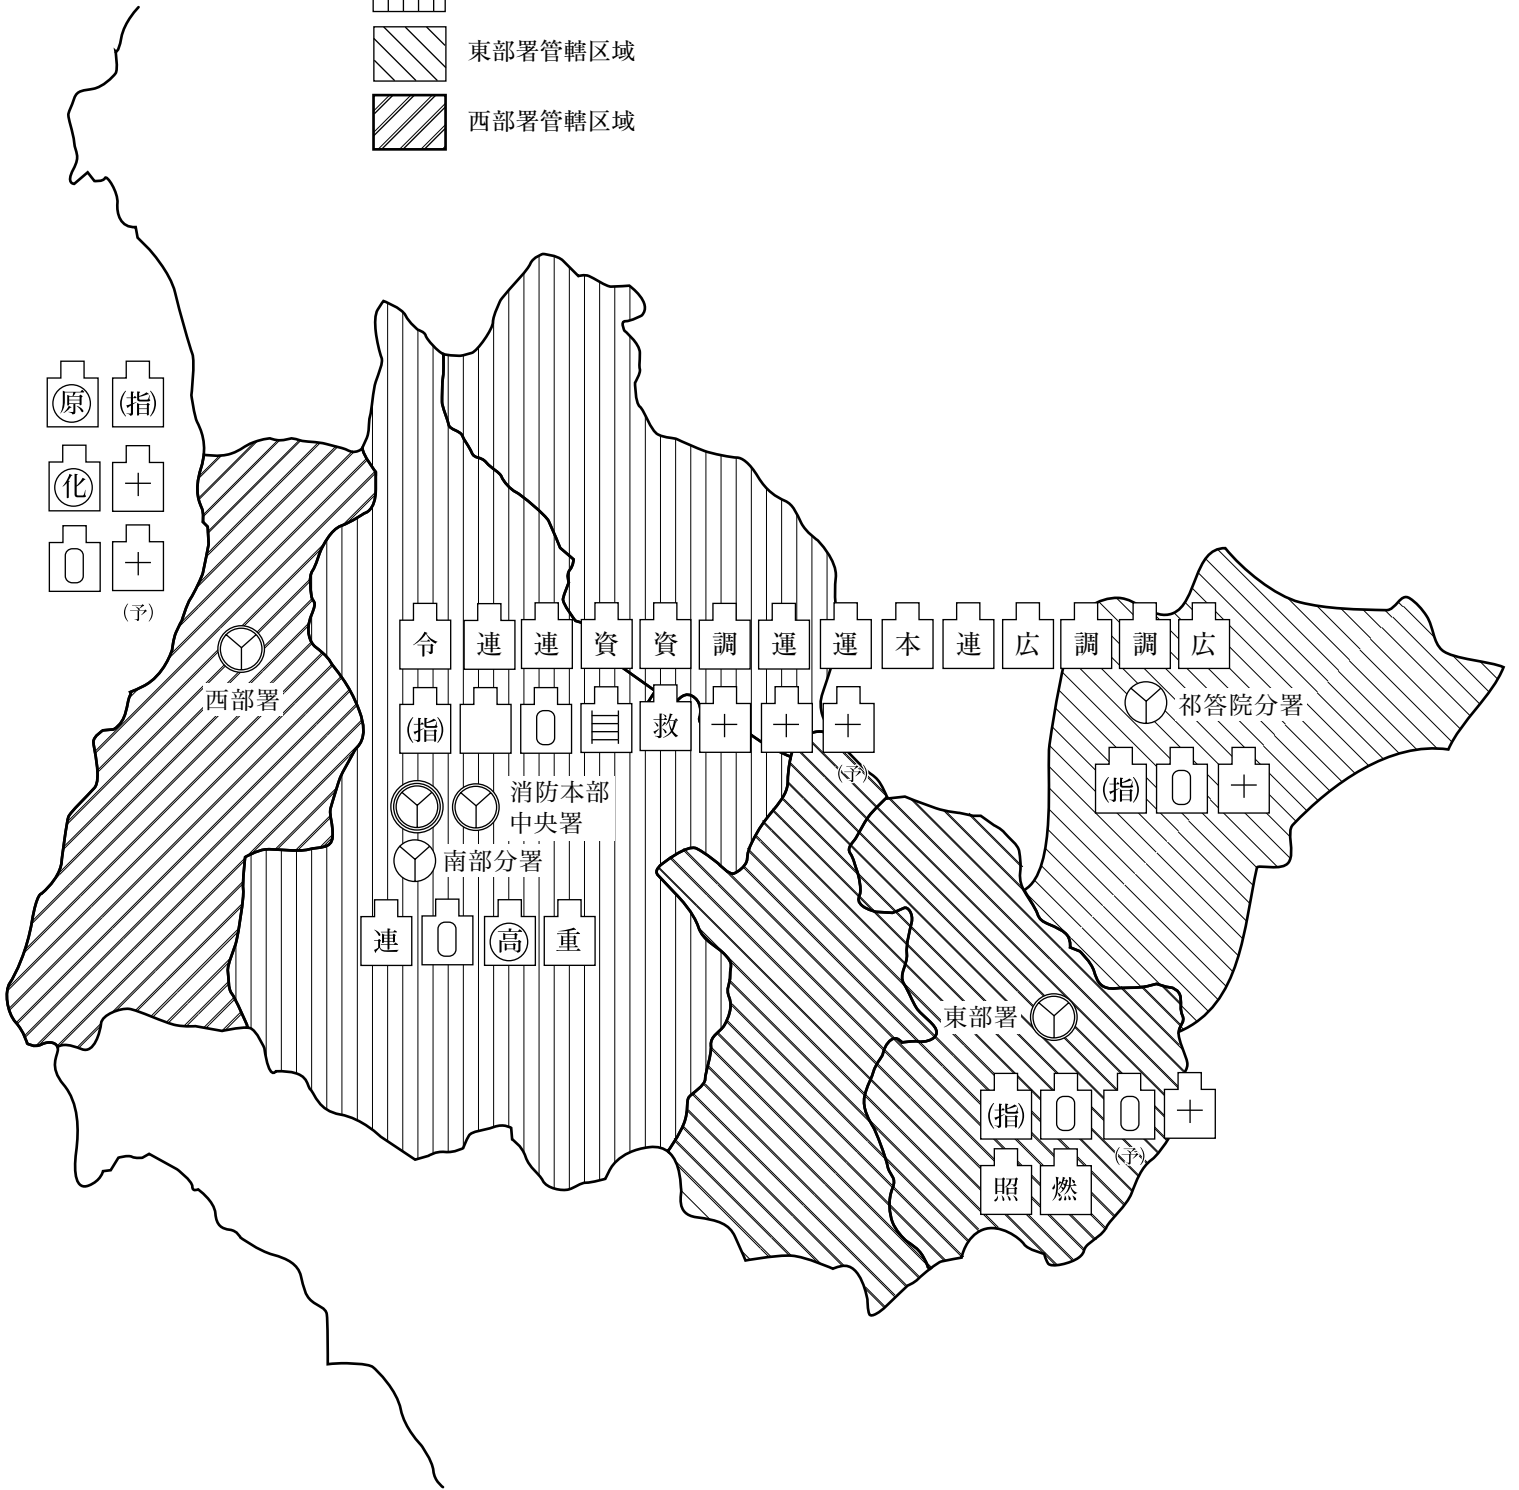 東部署管轄区域
西部署管轄区域
原 (指)
化
(予)
西部署
令 連 連 資 資 調 運 運 本 連 広 調 調 広
(指) 救
(予)
祁答院分署
(指)
消防本部
中央署
南部分署
連 高 重
東部署
(指)
(予)
照 燃